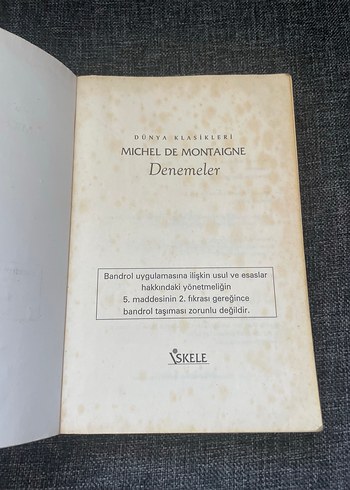 DÜNYA KLASİKLERİ
MICHEL DE MONTAIGNE
Denemeler
Bandrol uygulamasına ilişkin usul ve esaslar
hakkındaki yönetmeliğin
5. maddesinin 2. fıkrası gereğince
bandrol taşıması zorunlu değildir.
İSKELE